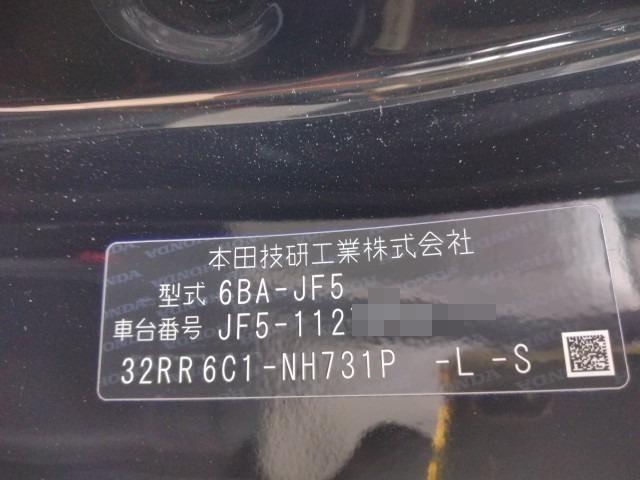 本田技研工業株式会社
型式 6BA-JF5
車台番号 JF5-112
32RR6C1-NH731P -L -S